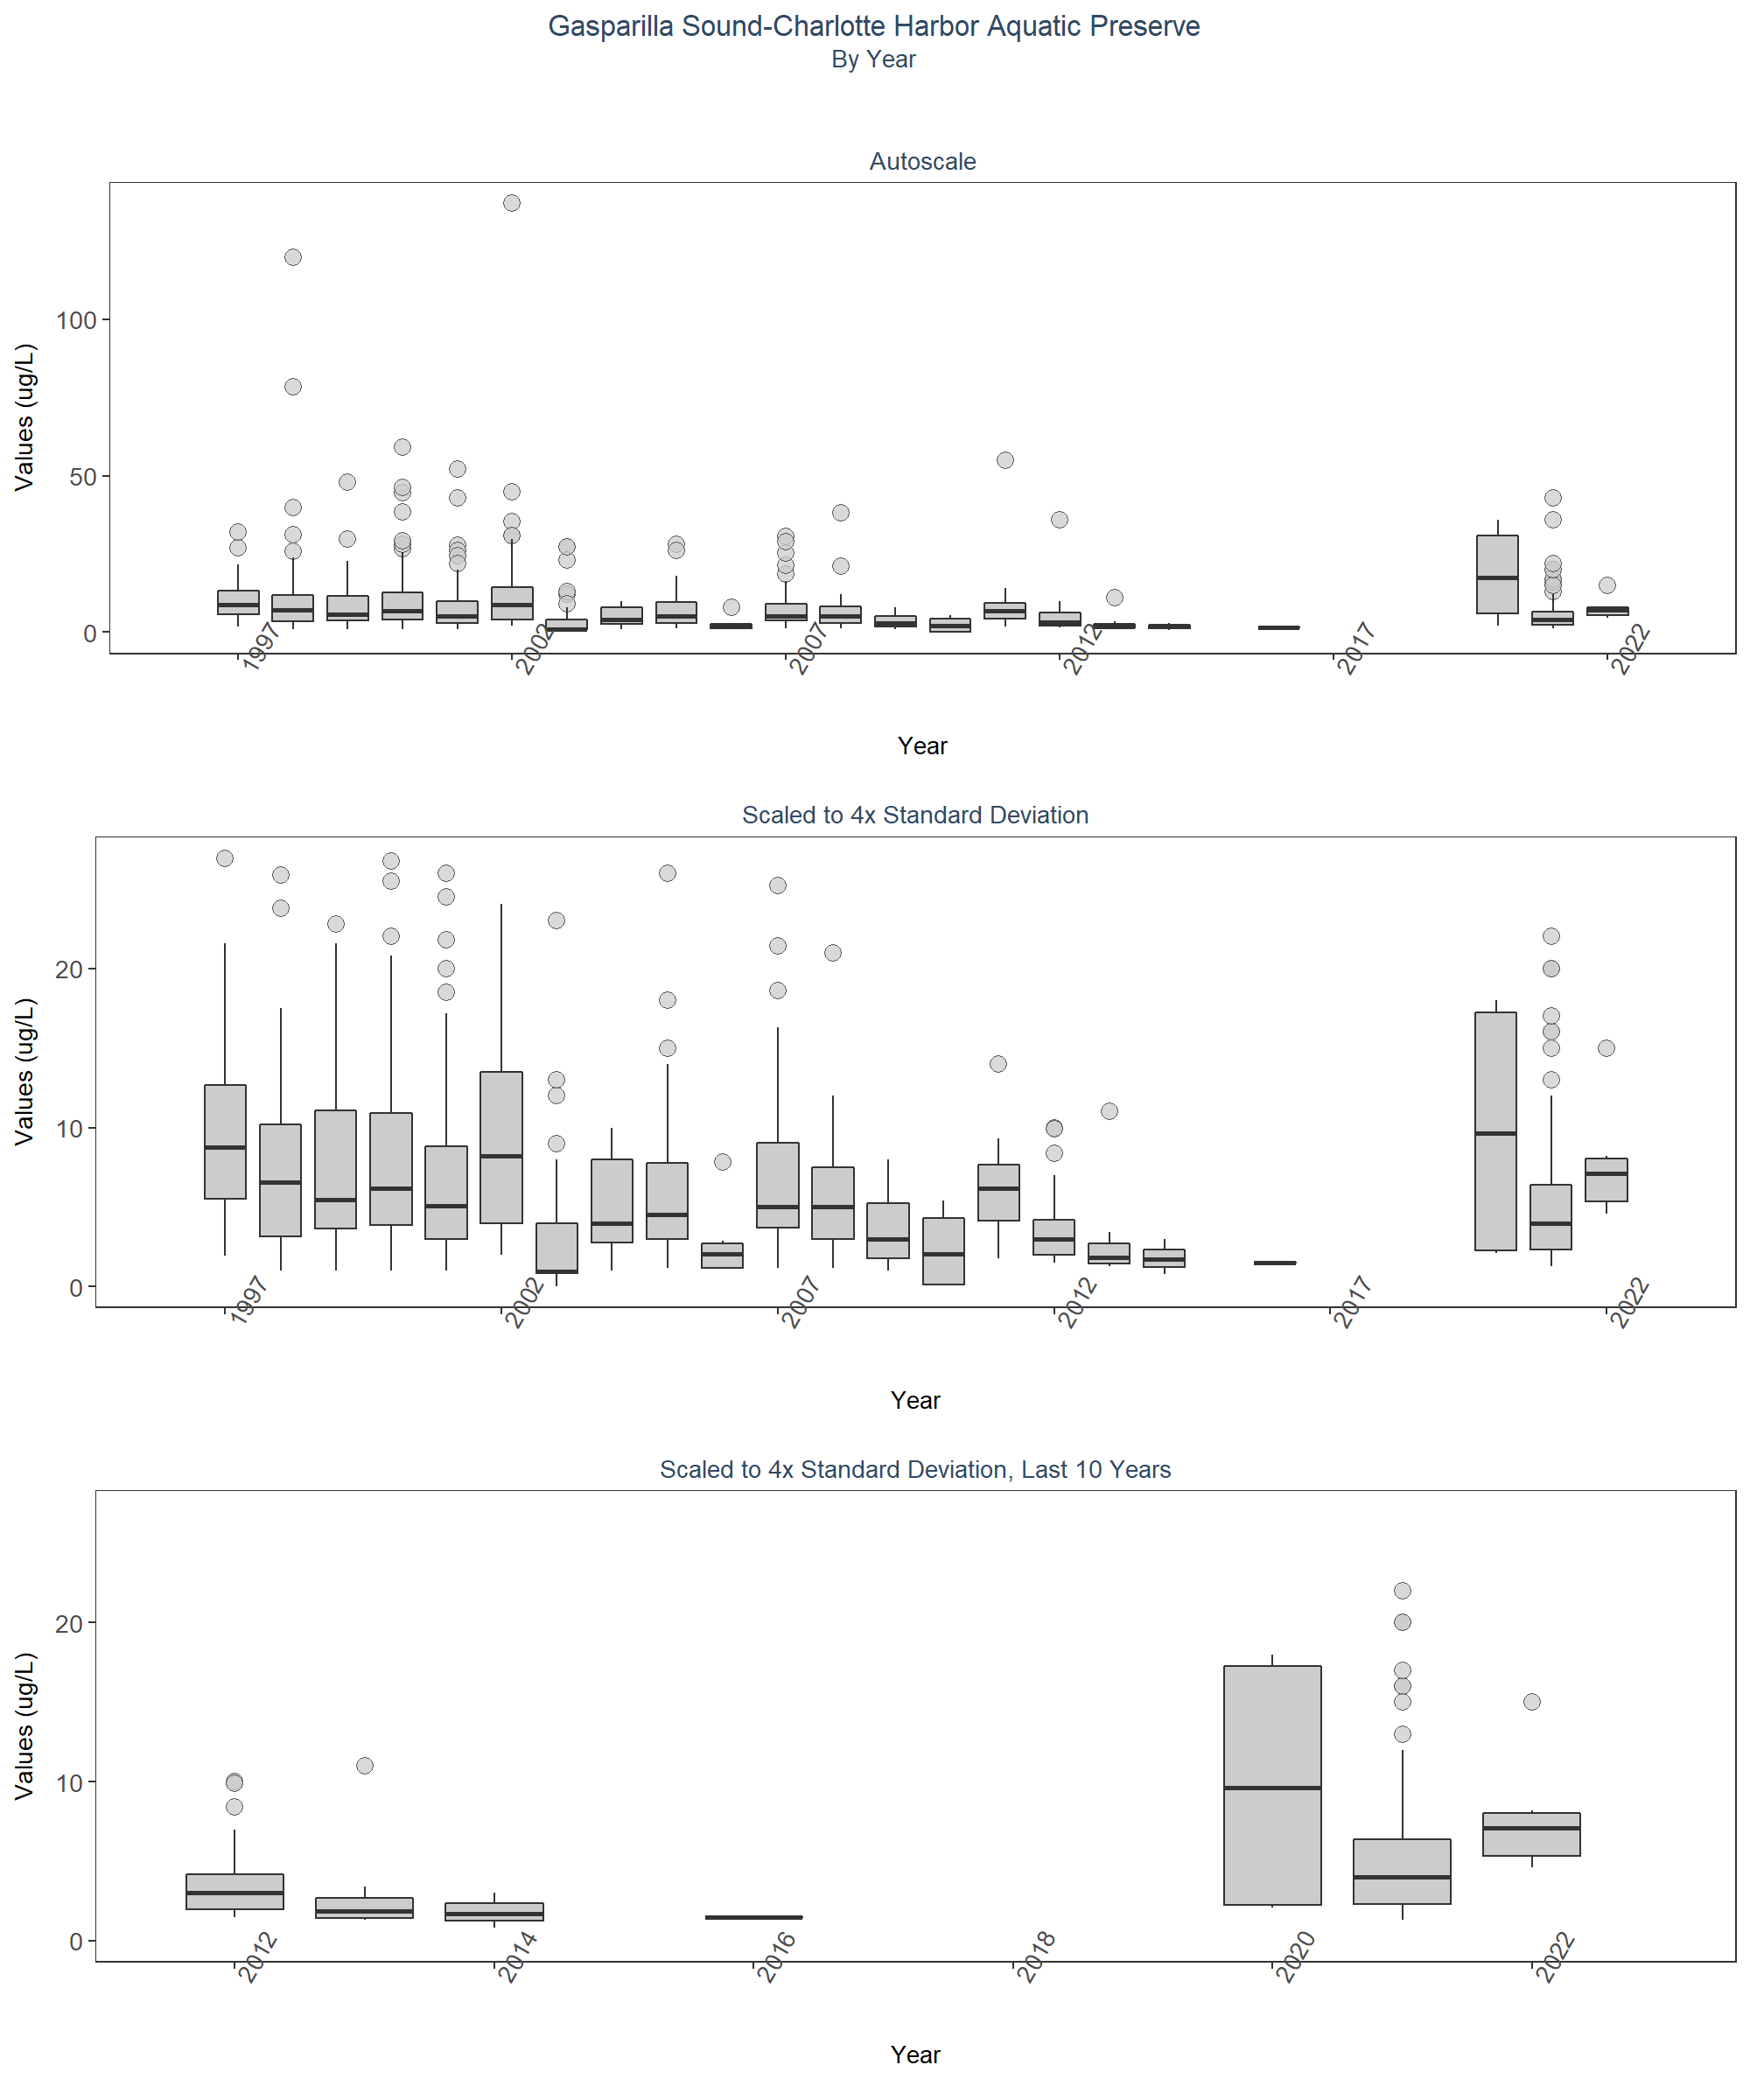 Gasparilla Sound-Charlotte Harbor Aquatic Preserve
By Year
Autoscale
Values (ug/L)
100
50
0
1997
2002
2007
2012
2017
2022
Year
Scaled to 4x Standard Deviation
Values (ug/L)
20
10
0
1997
2002
2007
2012
2017
2022
Year
Scaled to 4x Standard Deviation, Last 10 Years
Values (ug/L)
20
10
0
2012
2014
2016
2018
2020
2022
Year